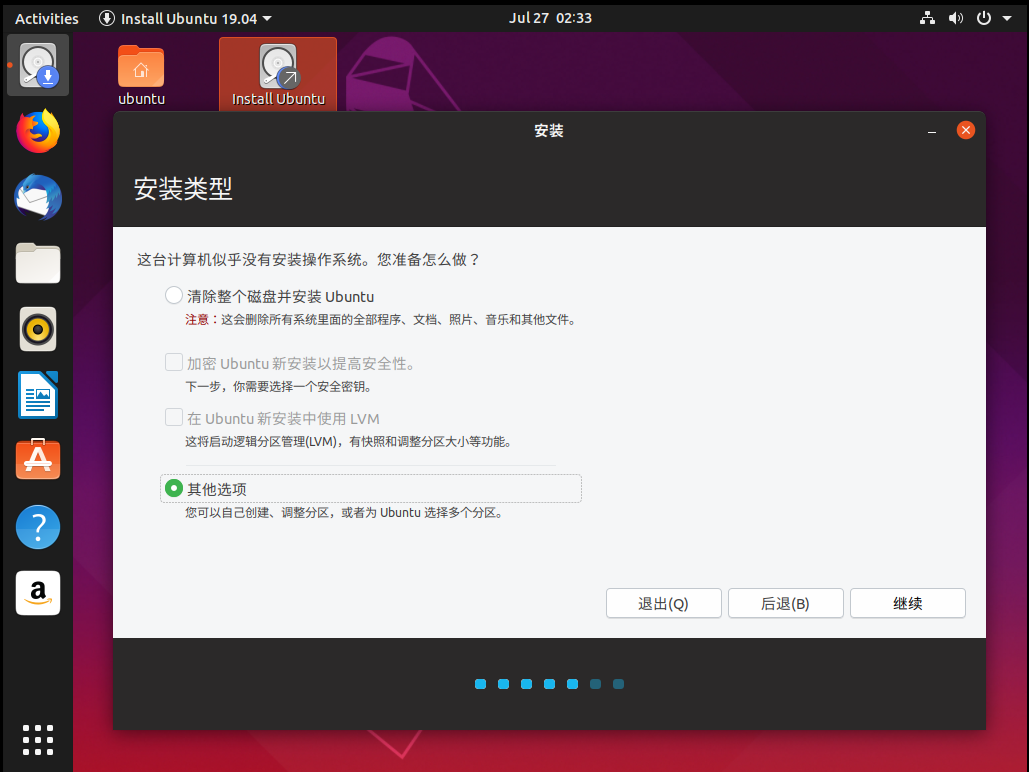 Activities
Install Ubuntu 19.04
Jul 27 02:33
ubuntu
Install Ubuntu
安装
安装类型
这台计算机似乎没有安装操作系统。您准备怎么做？
清除整个磁盘并安装 Ubuntu
注意：这会删除所有系统里面的全部程序、文档、照片、音乐和其他文件。
加密 Ubuntu 新安装以提高安全性。
下一步，你需要选择一个安全密钥。
在 Ubuntu 新安装中使用 LVM
这将启动逻辑分区管理(LVM)，有快照和调整分区大小等功能。
其他选项
您可以自己创建、调整分区，或者为 Ubuntu 选择多个分区。
退出(Q)
后退(B)
继续
?
a